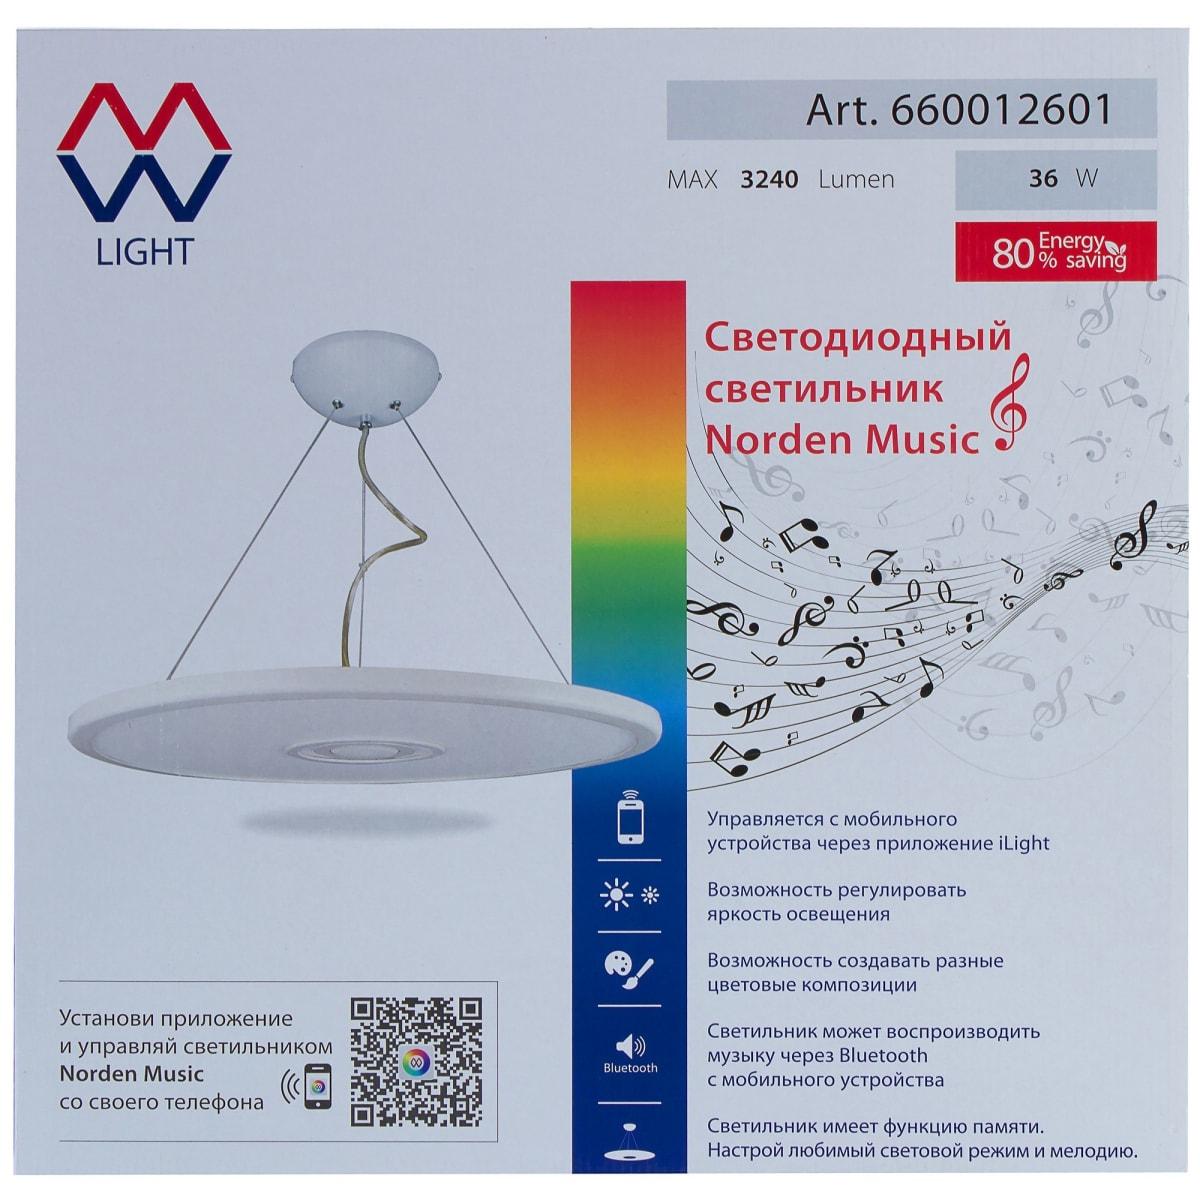 LIGHT
Art. 660012601
MAX 3240 Lumen
36 W
80 % Energy saving
Светодиодный
светильник
Norden Music
Управляется с мобильного
устройства через приложение iLight
Возможность регулировать
яркость освещения
Возможность создавать разные
цветовые композиции
Bluetooth
Светильник может воспроизводить
музыку через Bluetooth
с мобильного устройства
Светильник имеет функцию памяти.
Настрой любимый световой режим и мелодию.
Установи приложение
и управляй светильником
Norden Music
со своего телефона